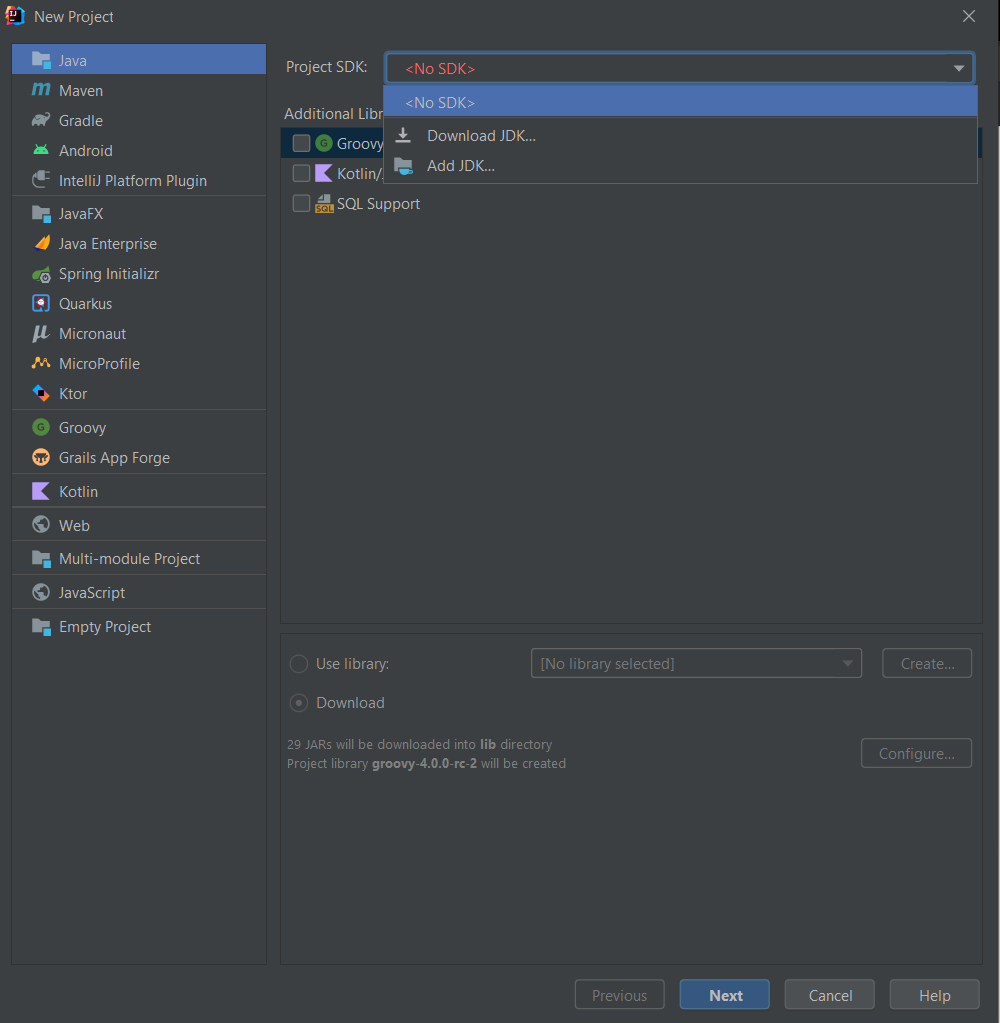 New Project
Java
Maven
Gradle
Android
IntelliJ Platform Plugin
JavaFX
Java Enterprise
Spring Initializr
Quarkus
Micronaut
MicroProfile
Ktor
Groovy
Grails App Forge
Kotlin
Web
Multi-module Project
JavaScript
Empty Project
Project SDK: <No SDK>
<No SDK>
Download JDK...
Add JDK...
Additional Libr
Groovy
Kotlin/
SQL Support
Use library: [No library selected] Create...
Download
29 JARs will be downloaded into lib directory
Project library groovy-4.0.0-rc-2 will be created
Configure...
Previous Next Cancel Help